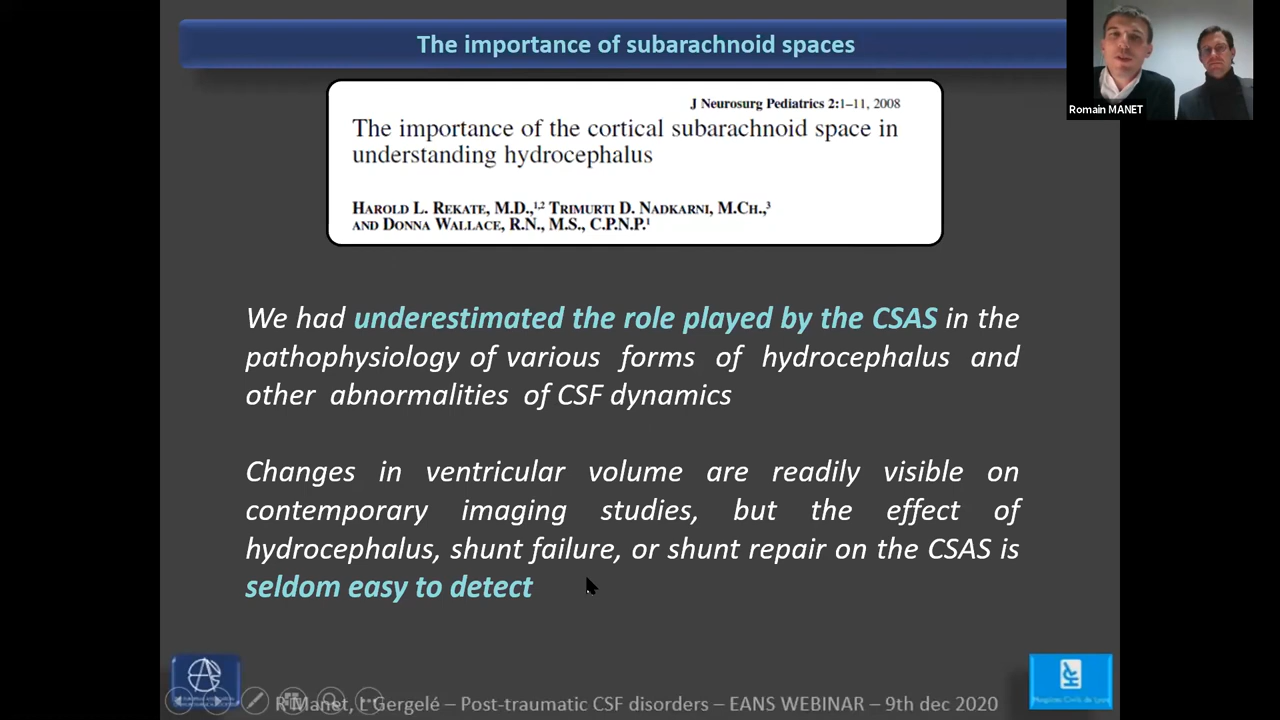 The importance of subarachnoid spaces
Romain MANET
J Neurosurg Pediatrics 2:1–11, 2008
The importance of the cortical subarachnoid space in
understanding hydrocephalus
HAROLD L. REKATE, M.D.,1,2 TRIMURTI D. NADKARNI, M.CH.,3
AND DONNA WALLACE, R.N., M.S., C.P.N.P.1
We had underestimated the role played by the CSAS in the
pathophysiology of various forms of hydrocephalus and
other abnormalities of CSF dynamics
Changes in ventricular volume are readily visible on
contemporary imaging studies, but the effect of
hydrocephalus, shunt failure, or shunt repair on the CSAS is
seldom easy to detect
R Manet, L Gergelé – Post-traumatic CSF disorders – EANS WEBINAR – 9th dec 2020